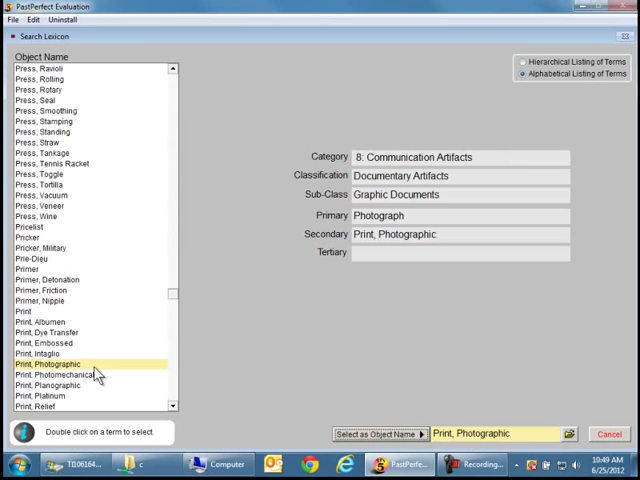 PastPerfect Evaluation
File Edit Uninstall
Search Lexicon
Object Name
Press, Ravioli
Press, Rolling
Press, Rotary
Press, Seal
Press, Smoothing
Press, Stamping
Press, Standing
Press, Straw
Press, Tankage
Press, Tennis Racket
Press, Toggle
Press, Tortilla
Press, Vacuum
Press, Veneer
Press, Wine
Pricelist
Pricker
Pricker, Military
Prie-Dieu
Primer
Primer, Detonation
Primer, Friction
Primer, Nipple
Print
Print, Albumen
Print, Dye Transfer
Print, Embossed
Print, Intaglio
Print, Photographic
Print, Photomechanical
Print, Planographic
Print, Platinum
Print, Relief
Hierarchical Listing of Terms
Alphabetical Listing of Terms
Category 8: Communication Artifacts
Classification Documentary Artifacts
Sub-Class Graphic Documents
Primary Photograph
Secondary Print, Photographic
Tertiary
Double click on a term to select.
Select as Object Name Print, Photographic Cancel
TI106164... c Computer PastPerfe... Recording... 10:49 AM
6/25/2012